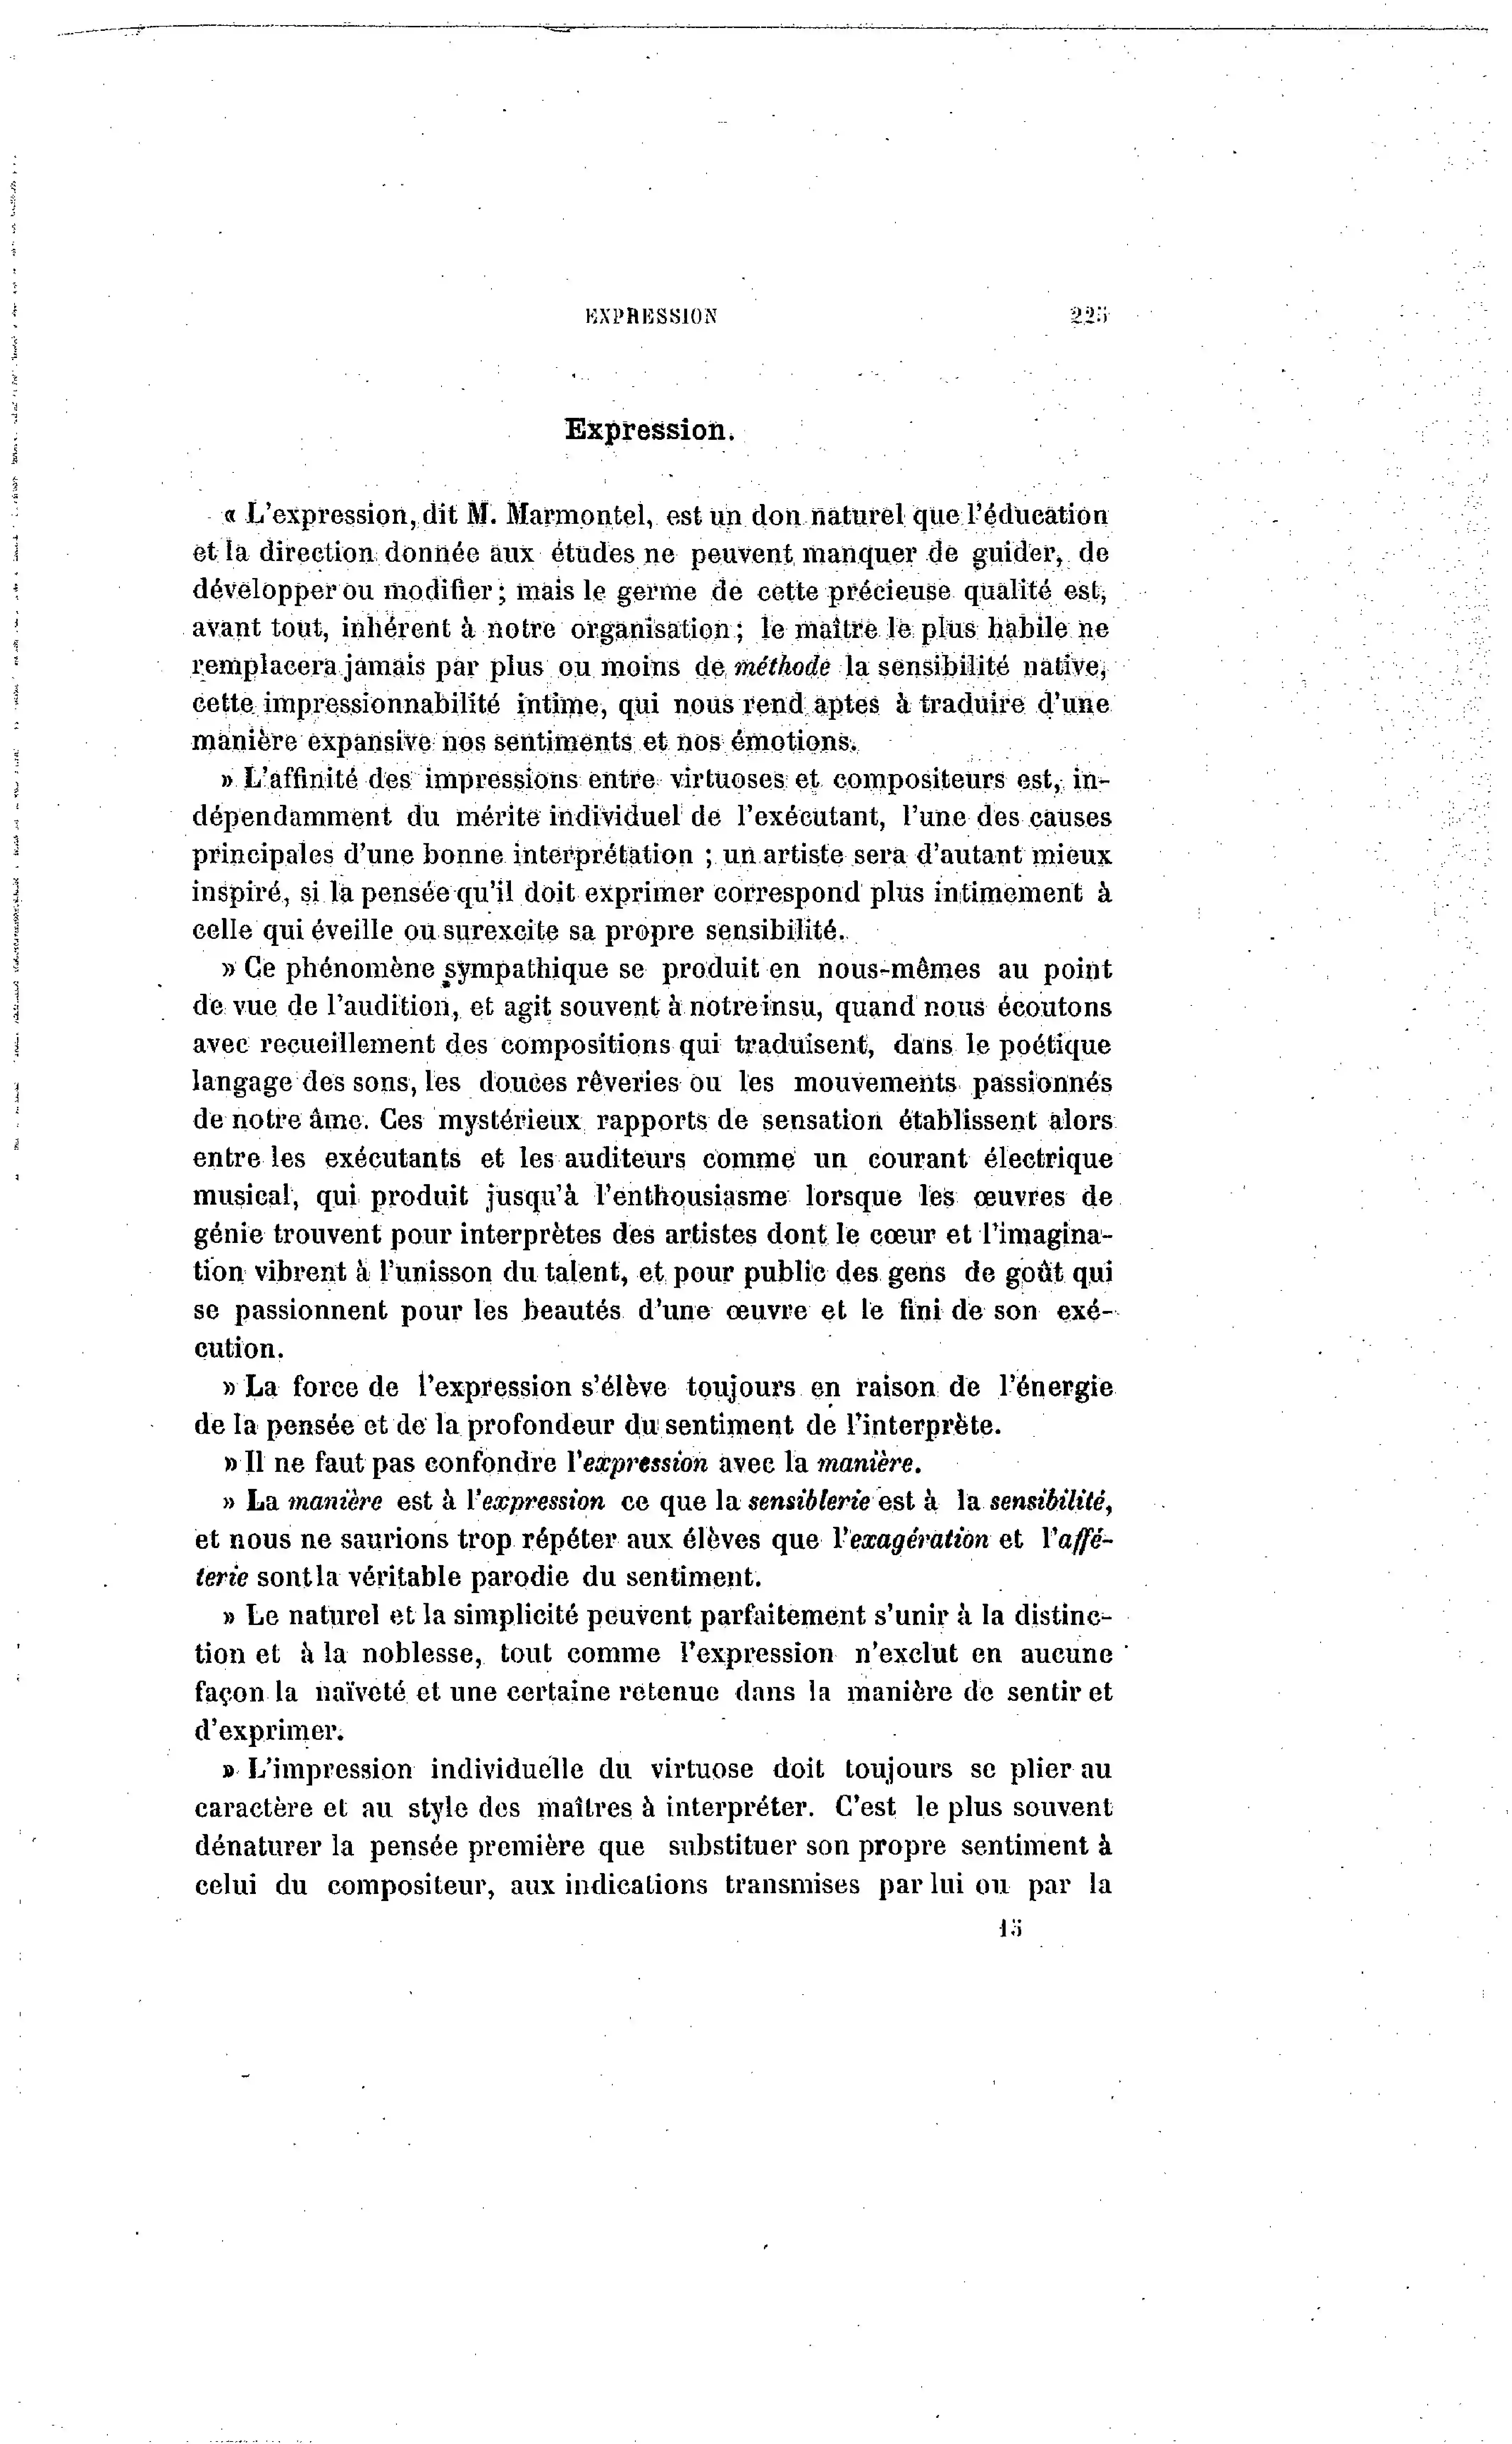 EXPRESSION 225
Expression.
« L'expression, dit M. Marmontel, est un don naturel que l'éducation
et la direction donnée aux études ne peuvent manquer de guider, de
développer ou modifier ; mais le germe de cette précieuse qualité est,
avant tout, inhérent à notre organisation ; le maître le plus habile ne
remplacera jamais par plus ou moins de méthode la sensibilité native,
cette impressionnabilité intime, qui nous rend aptes à traduire d'une
manière expansive nos sentiments et nos émotions.
» L'affinité des impressions entre virtuoses et compositeurs est, in-
dépendamment du mérite individuel de l'exécutant, l'une des causes
principales d'une bonne interprétation ; un artiste sera d'autant mieux
inspiré, si la pensée qu'il doit exprimer correspond plus intimement à
celle qui éveille ou surexcite sa propre sensibilité.
» Ce phénomène sympathique se produit en nous-mêmes au point
de vue de l'audition, et agit souvent à notre insu, quand nous écoutons
avec recueillement des compositions qui traduisent, dans le poétique
langage des sons, les douces rêveries ou les mouvements passionnés
de notre âme. Ces mystérieux rapports de sensation établissent alors
entre les exécutants et les auditeurs comme un courant électrique
musical, qui produit jusqu'à l'enthousiasme lorsque les œuvres de
génie trouvent pour interprètes des artistes dont le cœur et l'imagina-
tion vibrent à l'unisson du talent, et pour public des gens de goût qui
se passionnent pour les beautés d'une œuvre et le fini de son exé-
cution.
» La force de l'expression s'élève toujours en raison de l'énergie
de la pensée et de la profondeur du sentiment de l'interprète.
» Il ne faut pas confondre l'expression avec la manière.
» La manière est à l'expression ce que la sensiblerie est à la sensibilité,
et nous ne saurions trop répéter aux élèves que l'exagération et l'affé-
terie sont la véritable parodie du sentiment.
» Le naturel et la simplicité peuvent parfaitement s'unir à la distinc-
tion et à la noblesse, tout comme l'expression n'exclut en aucune
façon la naïveté et une certaine retenue dans la manière de sentir et
d'exprimer.
» L'impression individuelle du virtuose doit toujours se plier au
caractère et au style des maîtres à interpréter. C'est le plus souvent
dénaturer la pensée première que substituer son propre sentiment à
celui du compositeur, aux indications transmises par lui ou par la
15